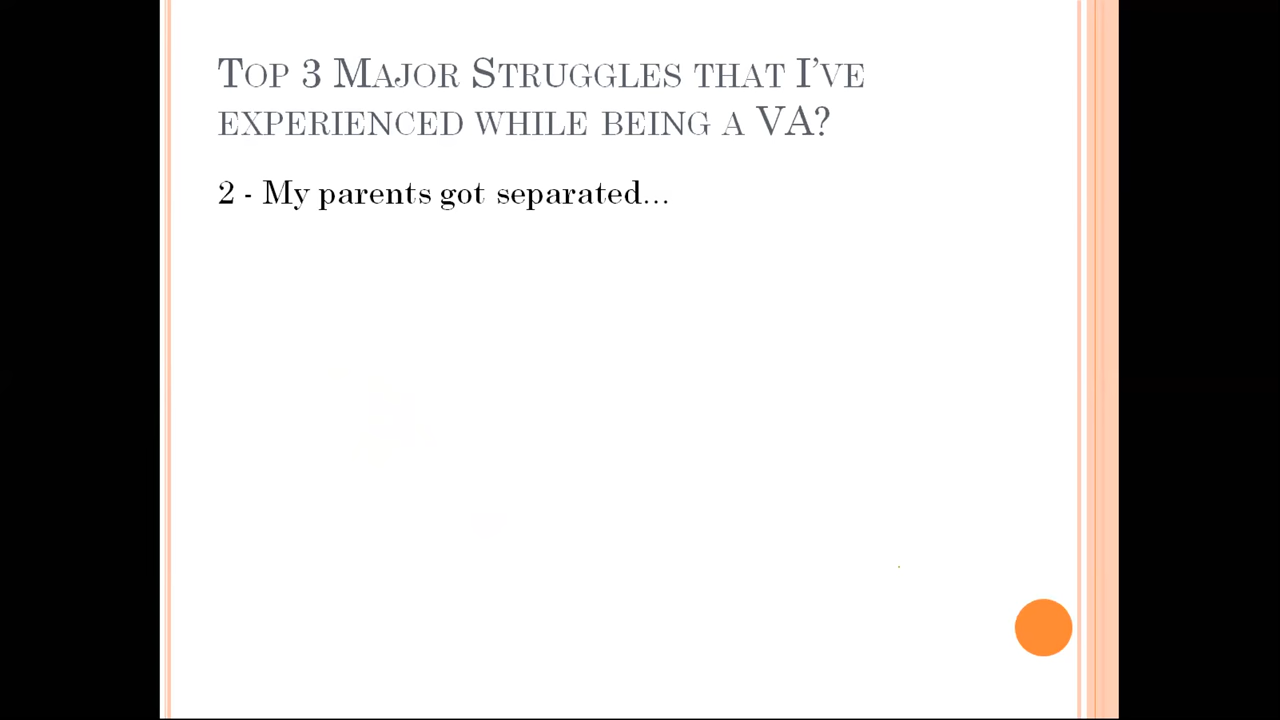 Top 3 Major Struggles that I've
experienced while being a VA?
2 - My parents got separated...